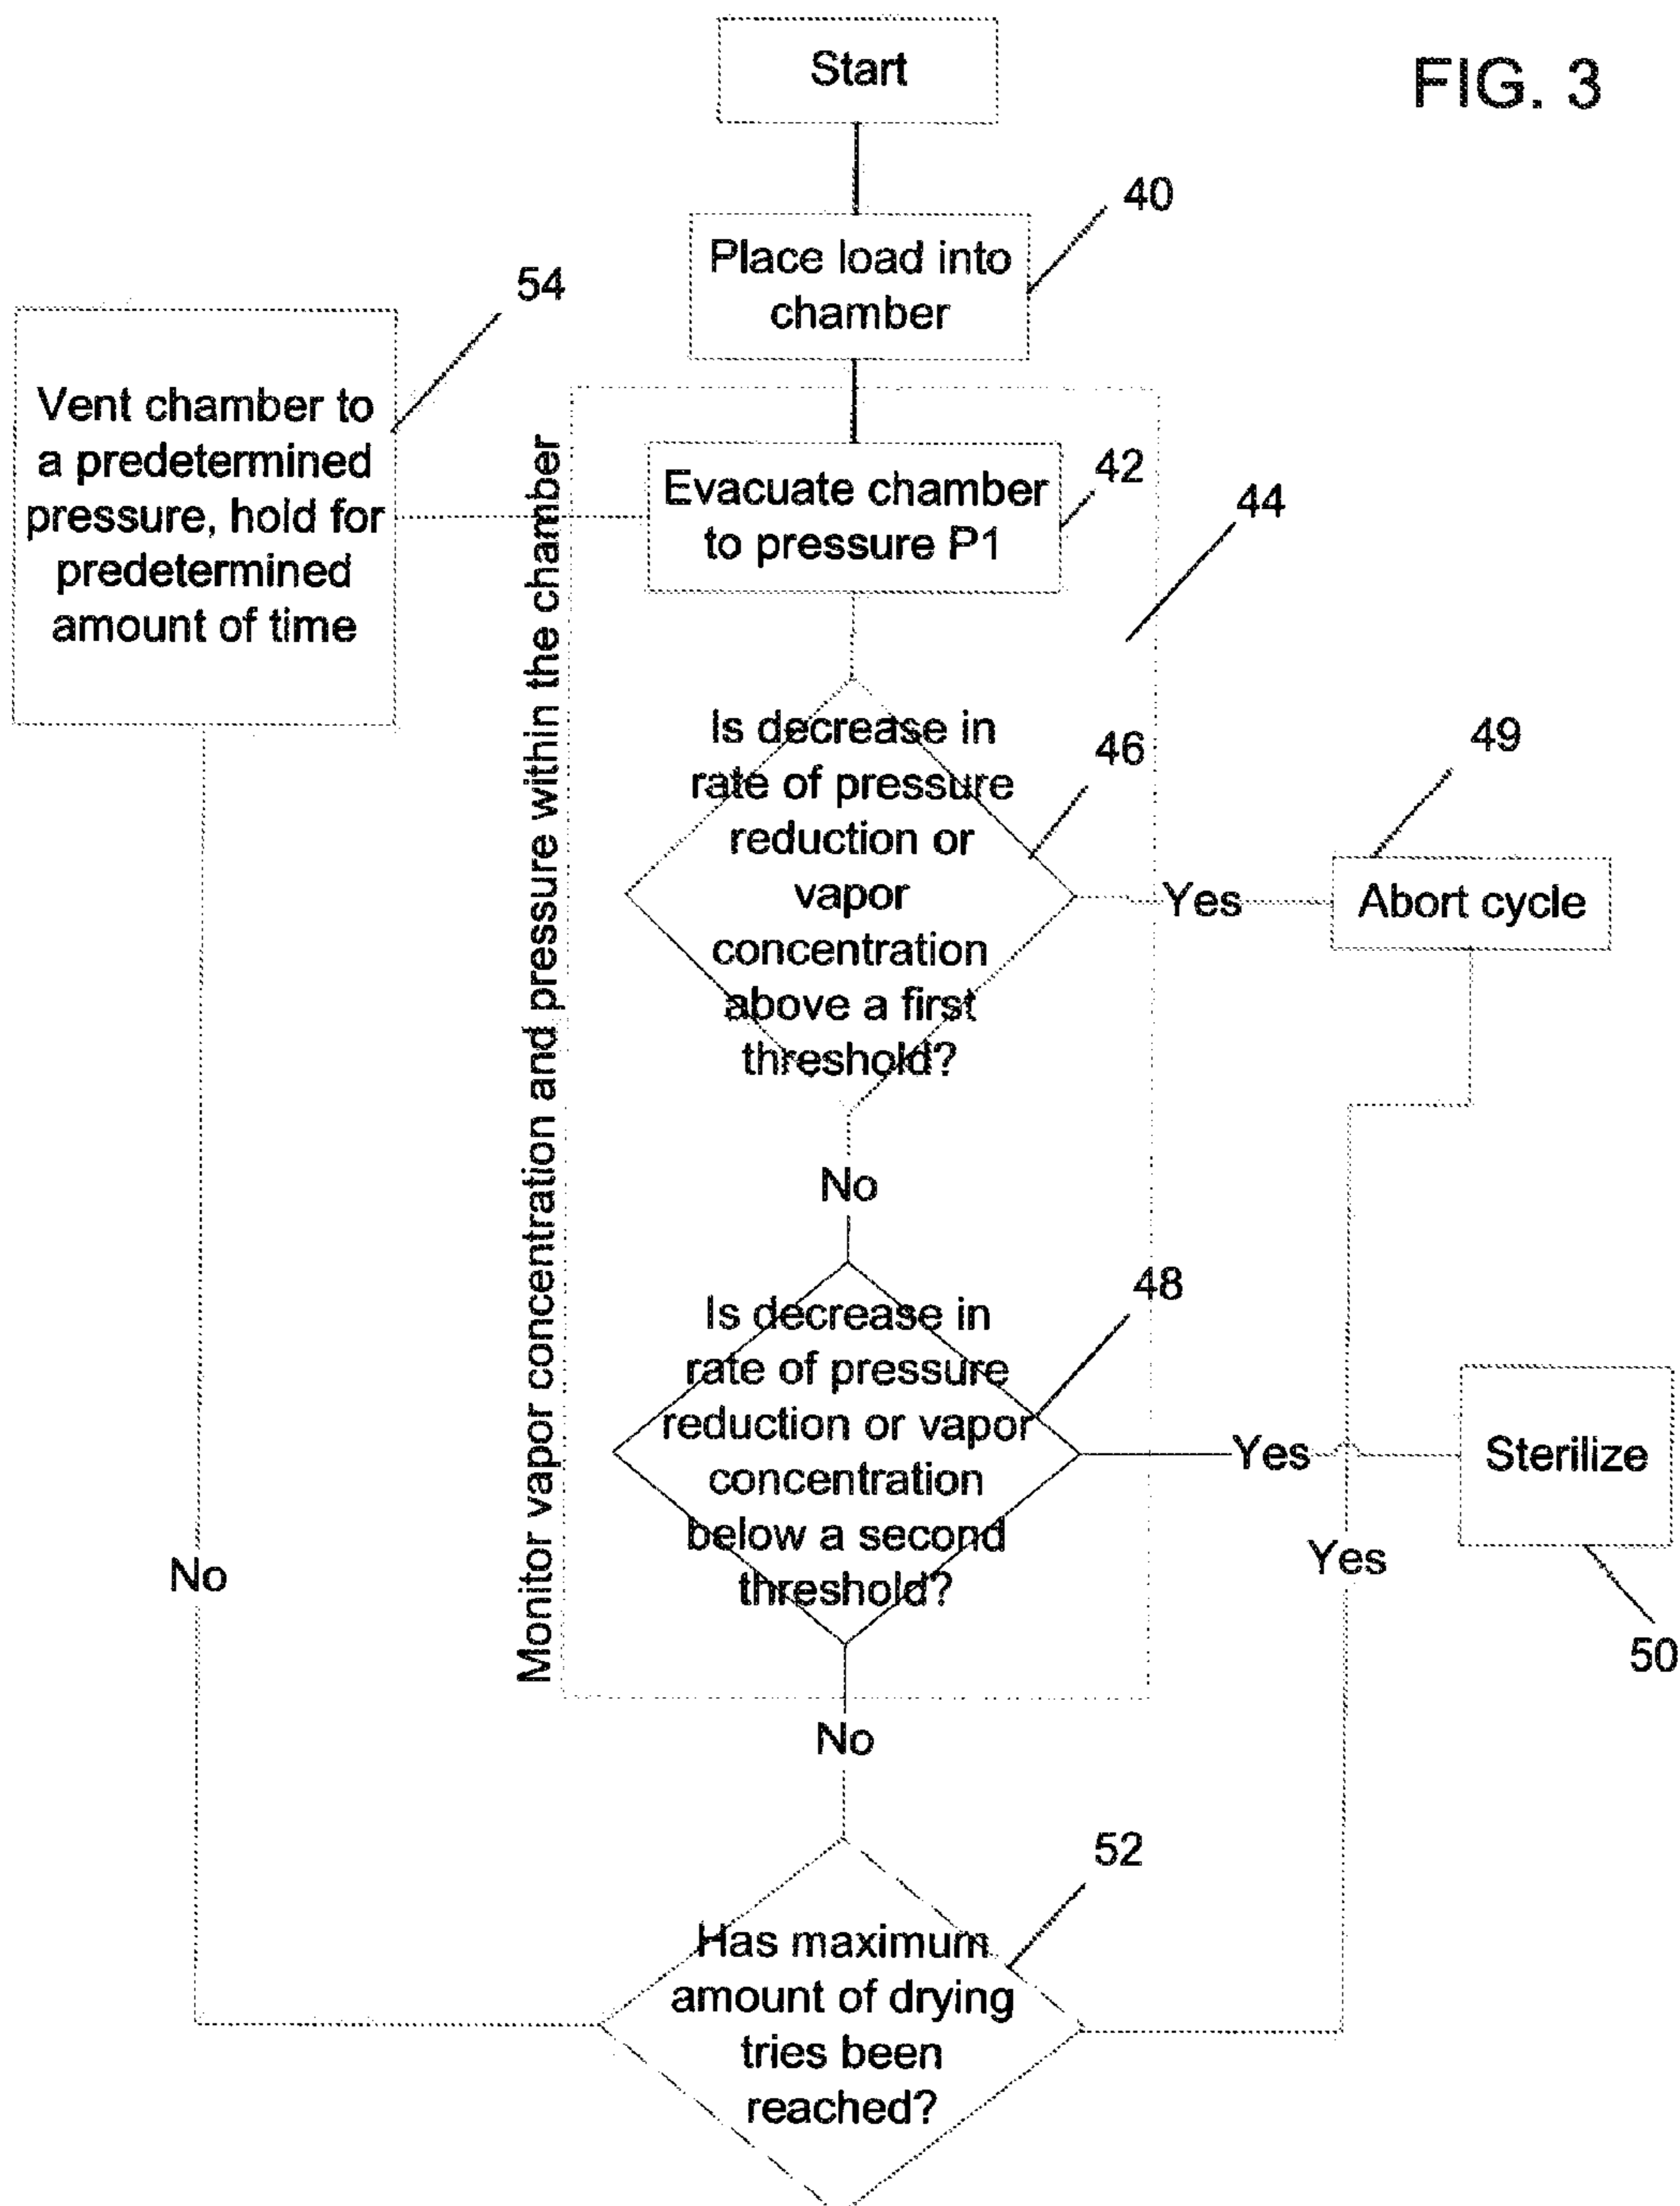 FIG. 3
Start
40
Place load into
chamber
54
Vent chamber to
a predetermined
pressure, hold for
predetermined
amount of time
42
Evacuate chamber
to pressure P1
44
Monitor vapor concentration and pressure within the chamber
Is decrease in
rate of pressure
reduction or
vapor
concentration
above a first
threshold?
46
49
Yes
Abort cycle
No
48
Is decrease in
rate of pressure
reduction or vapor
concentration
below a second
threshold?
Yes
Sterilize
Yes
50
No
No
52
Has maximum
amount of drying
tries been
reached?